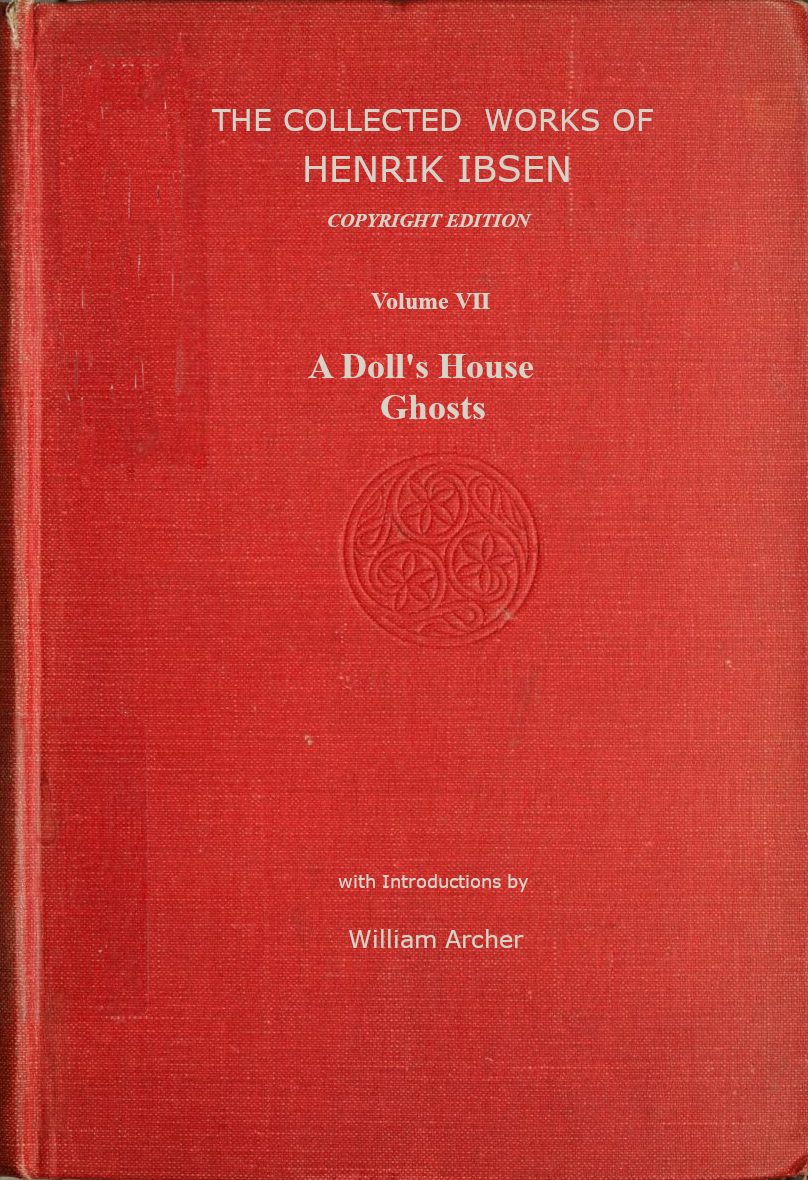 THE COLLECTED WORKS OF
HENRIK IBSEN
COPYRIGHT EDITION
Volume VII
A Doll's House
Ghosts
with Introductions by
William Archer